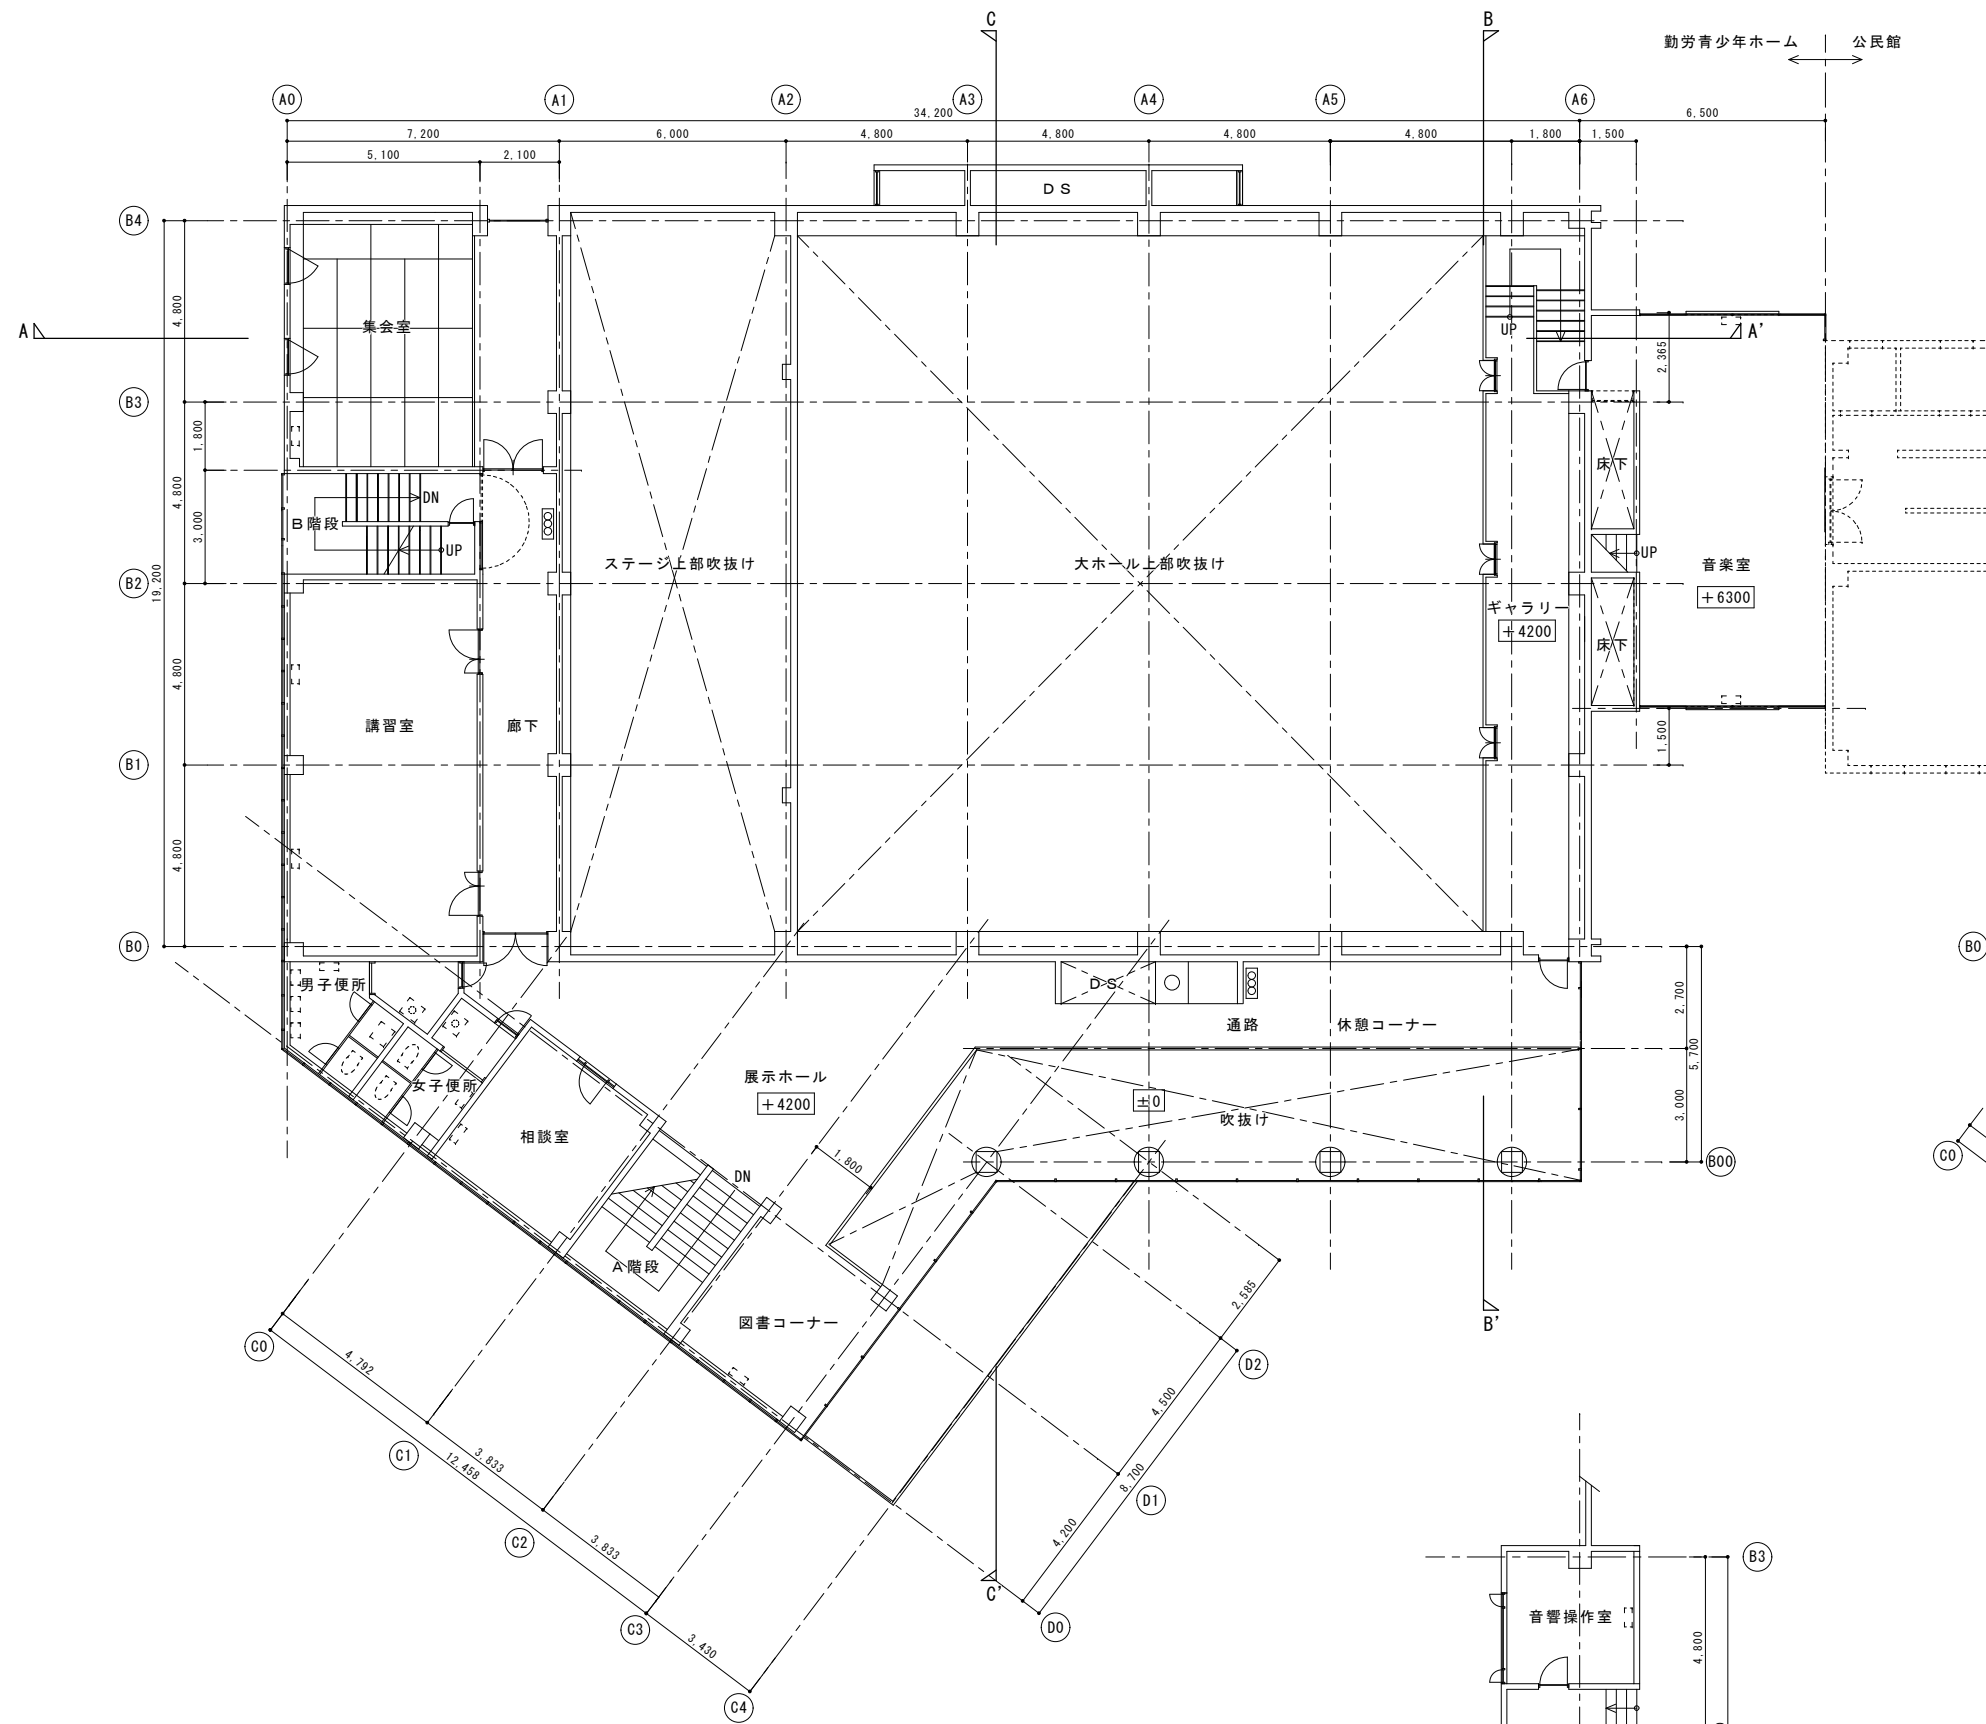 C
B
勤労青少年ホーム 公民館
A0 A1 A2 A3 A4 A5 A6
34,200 6,500
7,200 6,000 4,800 4,800 4,800 4,800 1,800 1,500
5,100 2,100
DS
B4
4,800
集会室
A
UP
A'
2,365
B3
1,800
床下
DN
4,800
B階段
3,000
UP
UP
ステージ上部吹抜け
大ホール上部吹抜け
音楽室
B2
19,200
+6300
ギャラリー
+4200
床下
4,800
講習室
廊下
1,500
B1
4,800
B0
B0
男子便所
DS
2,700
通路
休憩コーナー
5,700
展示ホール
女子便所
+4200
±0
3,000
吹抜け
相談室
1,800
B00
C0
DN
A階段
2,585
図書コーナー
B'
C0
D2
4,792
4,500
C1
3,833
12,458
8,700
D1
C2
3,833
4,200
B3
C'
音響操作室
C3
D0
4,800
3,430
C4